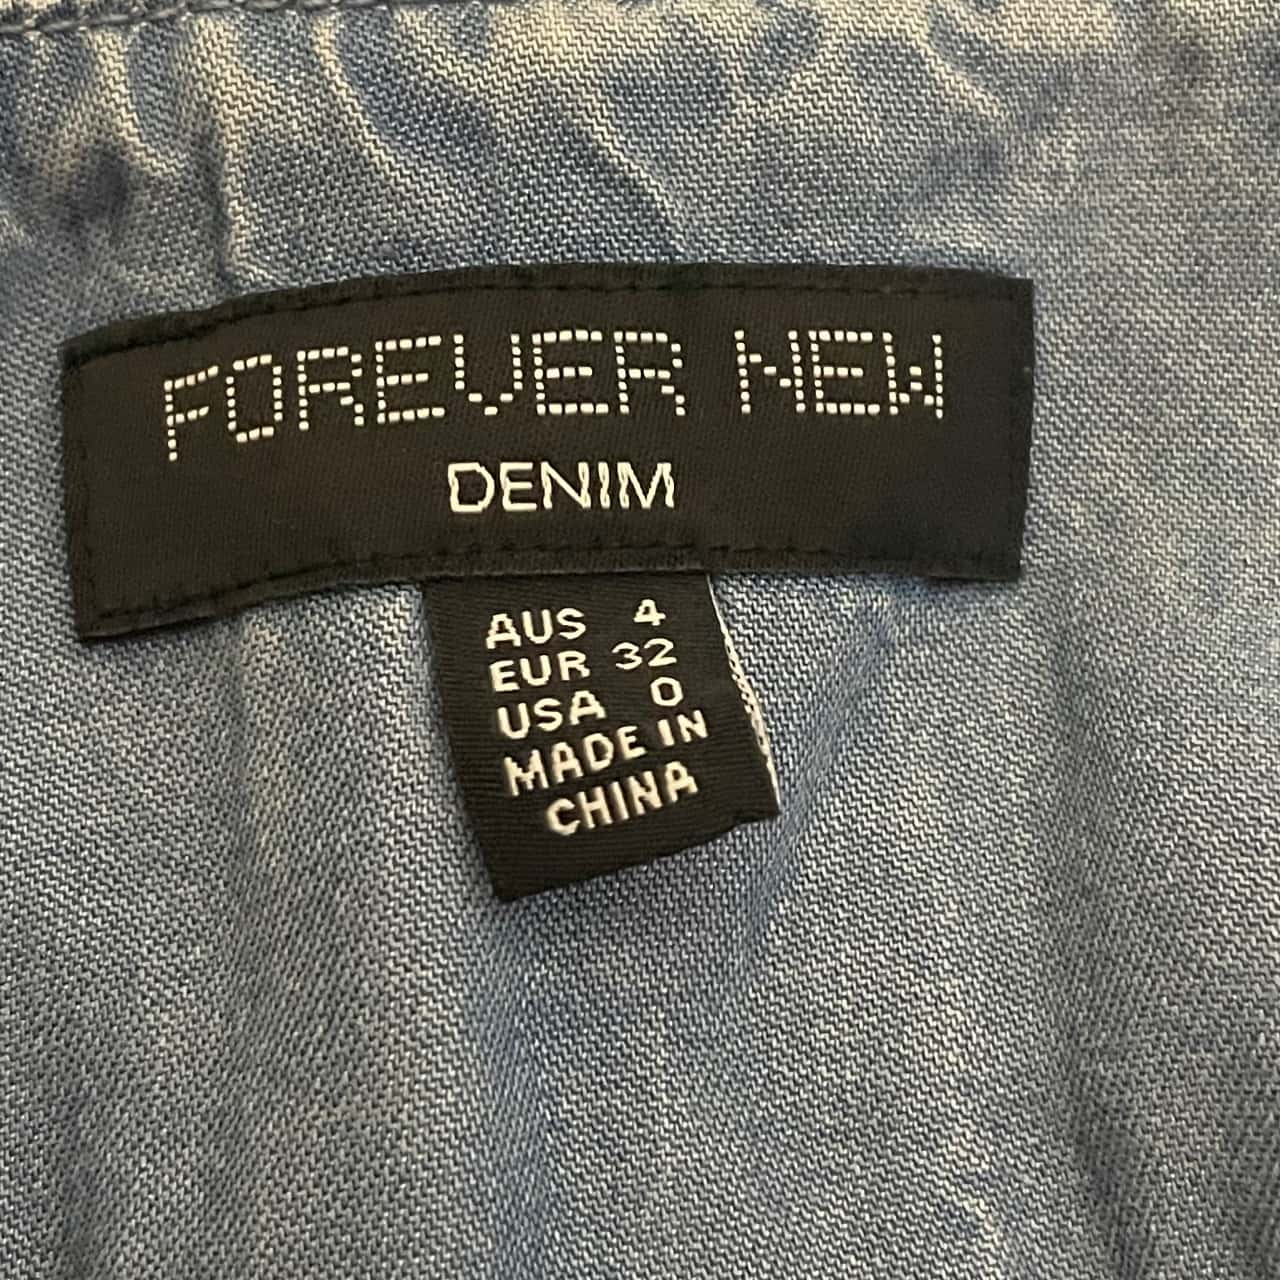 FOREVER NEW
DENIM
AUS 4
EUR 32
USA 0
MADE IN
CHINA